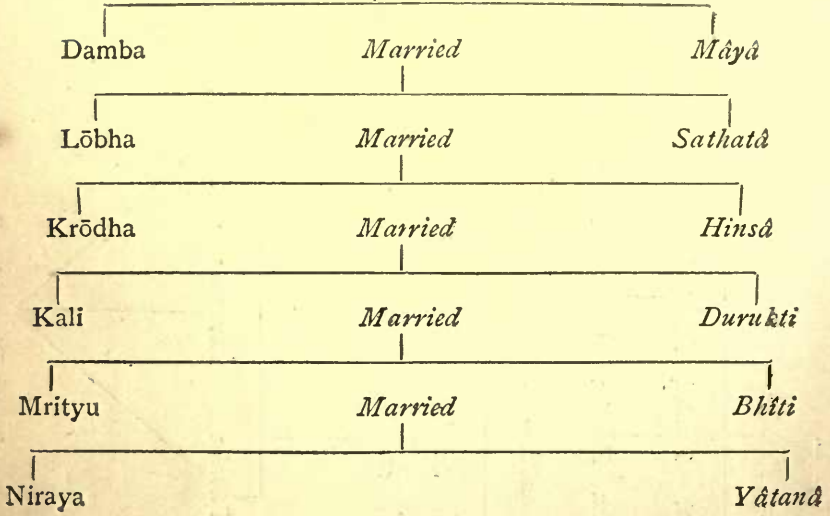 Damba Married Mâyâ
Lōbha Married Sathatâ
Krōdha Married Hinsâ
Kali Married Durukti
Mrityu Married Bhîti
Niraya Yâtanâ